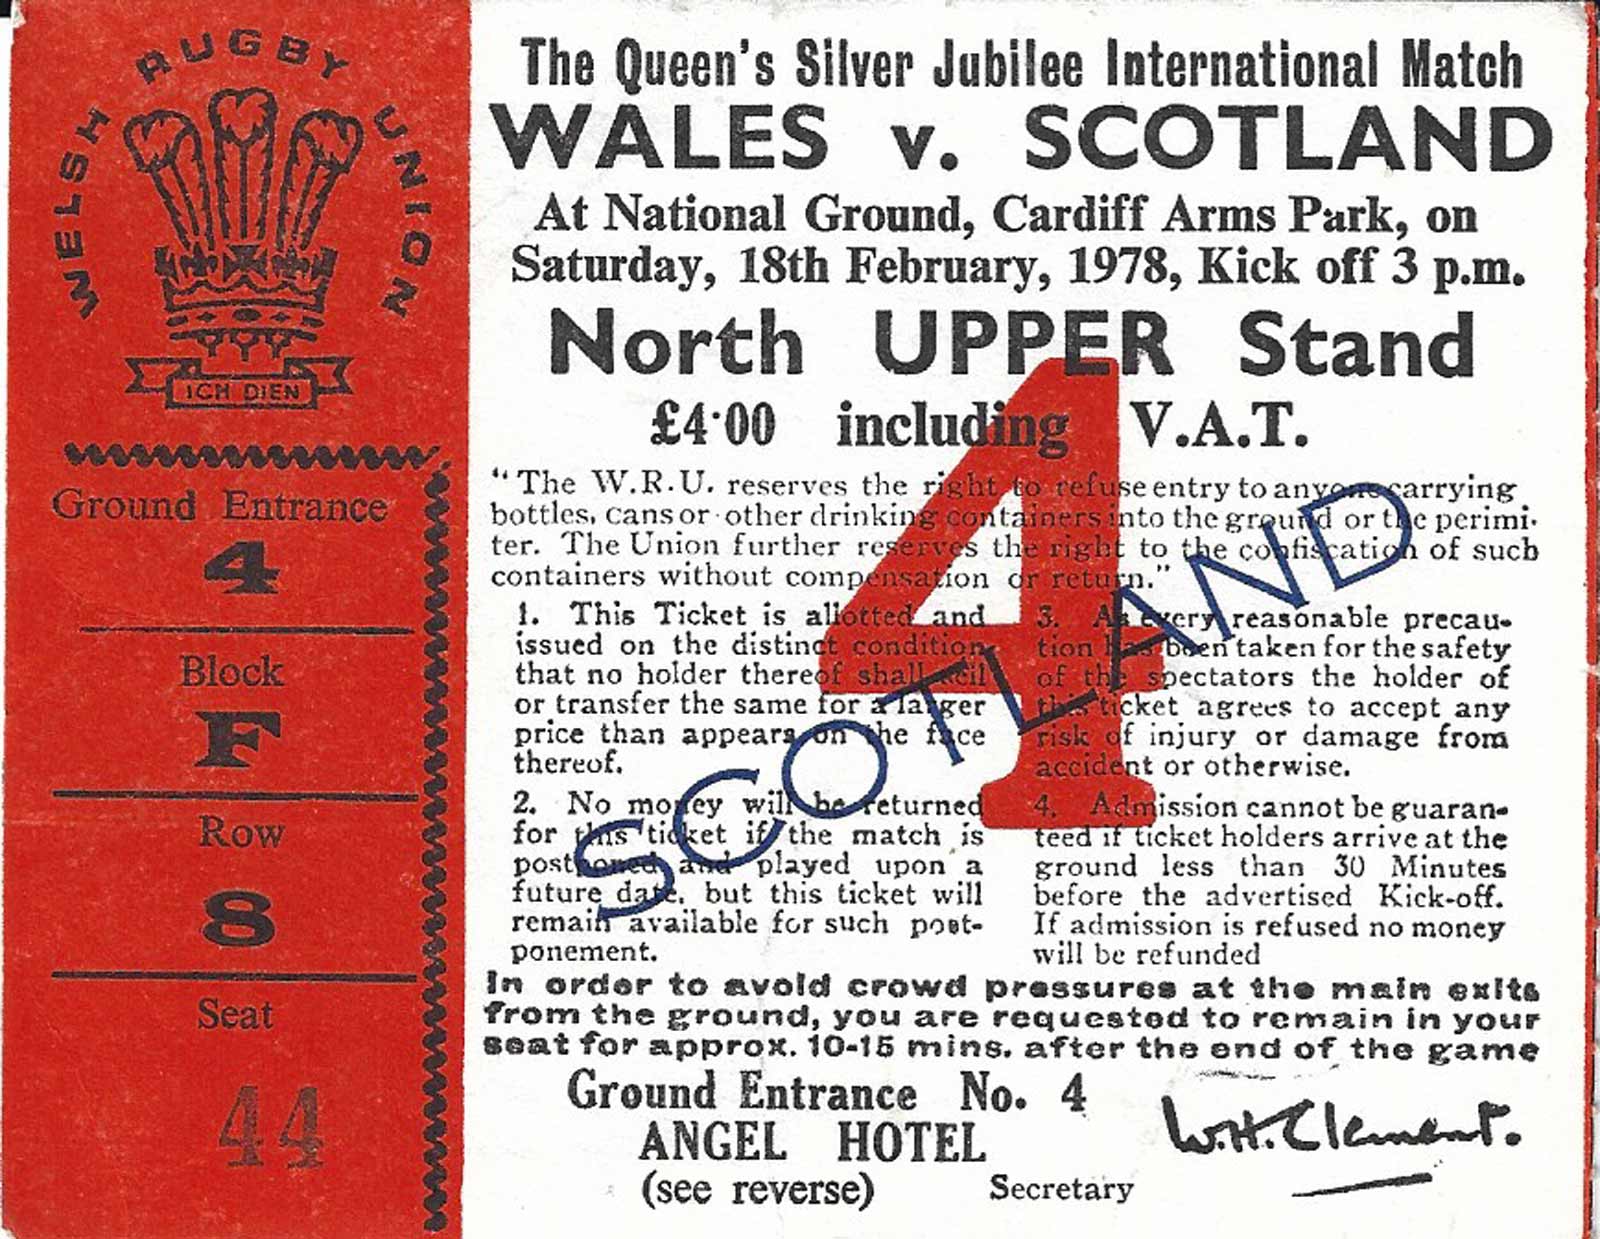 WELSH RUGBY UNION
ICH DIEN
Ground Entrance
4
Block
F
Row
8
Seat
44
The Queen's Silver Jubilee International Match
WALES v. SCOTLAND
At National Ground, Cardiff Arms Park, on
Saturday, 18th February, 1978, Kick off 3 p.m.
North UPPER Stand
£4·00 including V.A.T.
4
"The W.R.U. reserves the right to refuse entry to anyone carrying
bottles, cans or other drinking containers into the ground or the perimi-
ter. The Union further reserves the right to the confiscation of such
containers without compensation or return."
1. This Ticket is allotted and
issued on the distinct condition
that no holder thereof shall sell
or transfer the same for a larger
price than appears on the face
thereof.
2. No money will be returned
for this ticket if the match is
postponed and played upon a
future date, but this ticket will
remain available for such post-
ponement.
3. As every reasonable precau-
tion has been taken for the safety
of the spectators the holder of
this ticket agrees to accept any
risk of injury or damage from
accident or otherwise.
4. Admission cannot be guaran-
teed if ticket holders arrive at the
ground less than 30 Minutes
before the advertised Kick-off.
If admission is refused no money
will be refunded
SCOTLAND
In order to avoid crowd pressures at the main exits
from the ground, you are requested to remain in your
seat for approx. 10-15 mins. after the end of the game
Ground Entrance No. 4
ANGEL HOTEL
(see reverse)
W.H. Clement.
Secretary